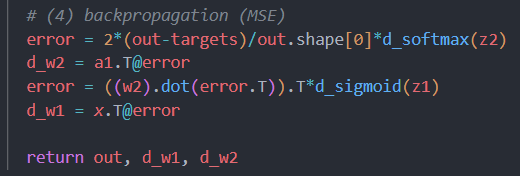 # (4) backpropagation (MSE)
error = 2*(out-targets)/out.shape[0]*d_softmax(z2)
d_w2 = a1.T@error
error = ((w2).dot(error.T)).T*d_sigmoid(z1)
d_w1 = x.T@error
return out, d_w1, d_w2